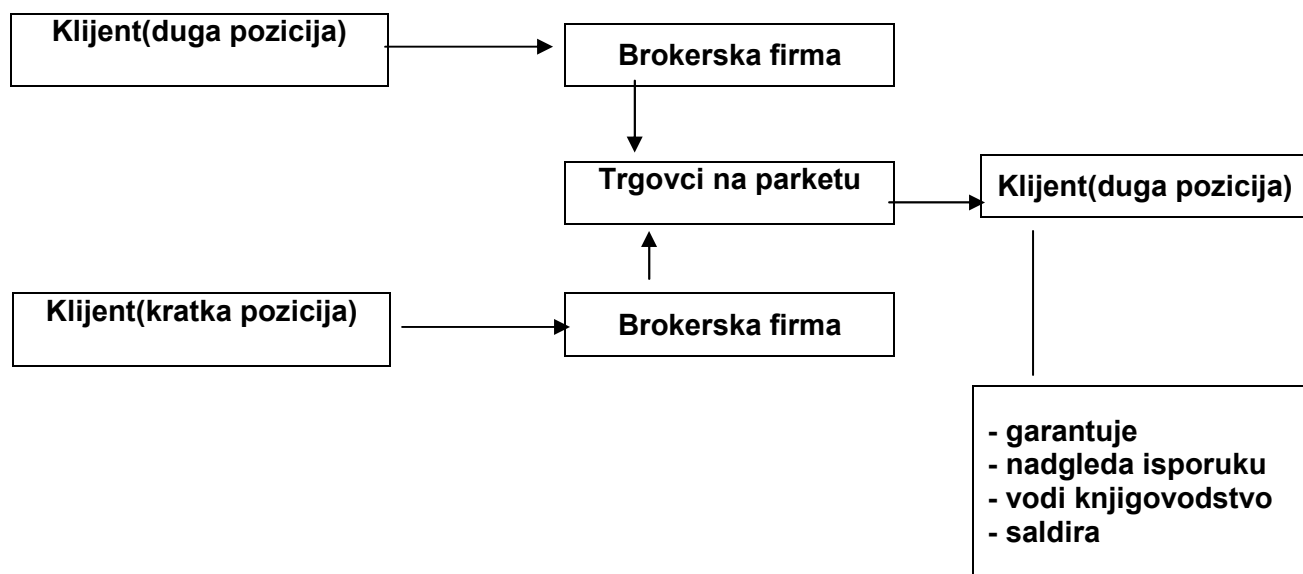 Klijent(duga pozicija)
Brokerska firma
Trgovci na parketu
Klijent(duga pozicija)
Klijent(kratka pozicija)
Brokerska firma
- garantuje
- nadgleda isporuku
- vodi knjigovodstvo
- saldira